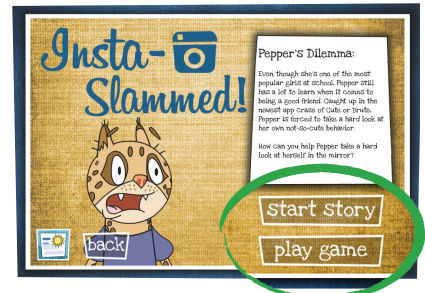 Insta-
Slammed!
Pepper's Dilemma:
Even though she's one of the most
popular girls at school. Pepper still
has a lot to learn when it comes to
being a good friend. Caught up in the
newest app craze of Cute or Brute.
Pepper is forced to take a hard look at
her own not-so-cute behavior.
How can you help Pepper take a hard
look at herself in the mirror?
start story
play game
back